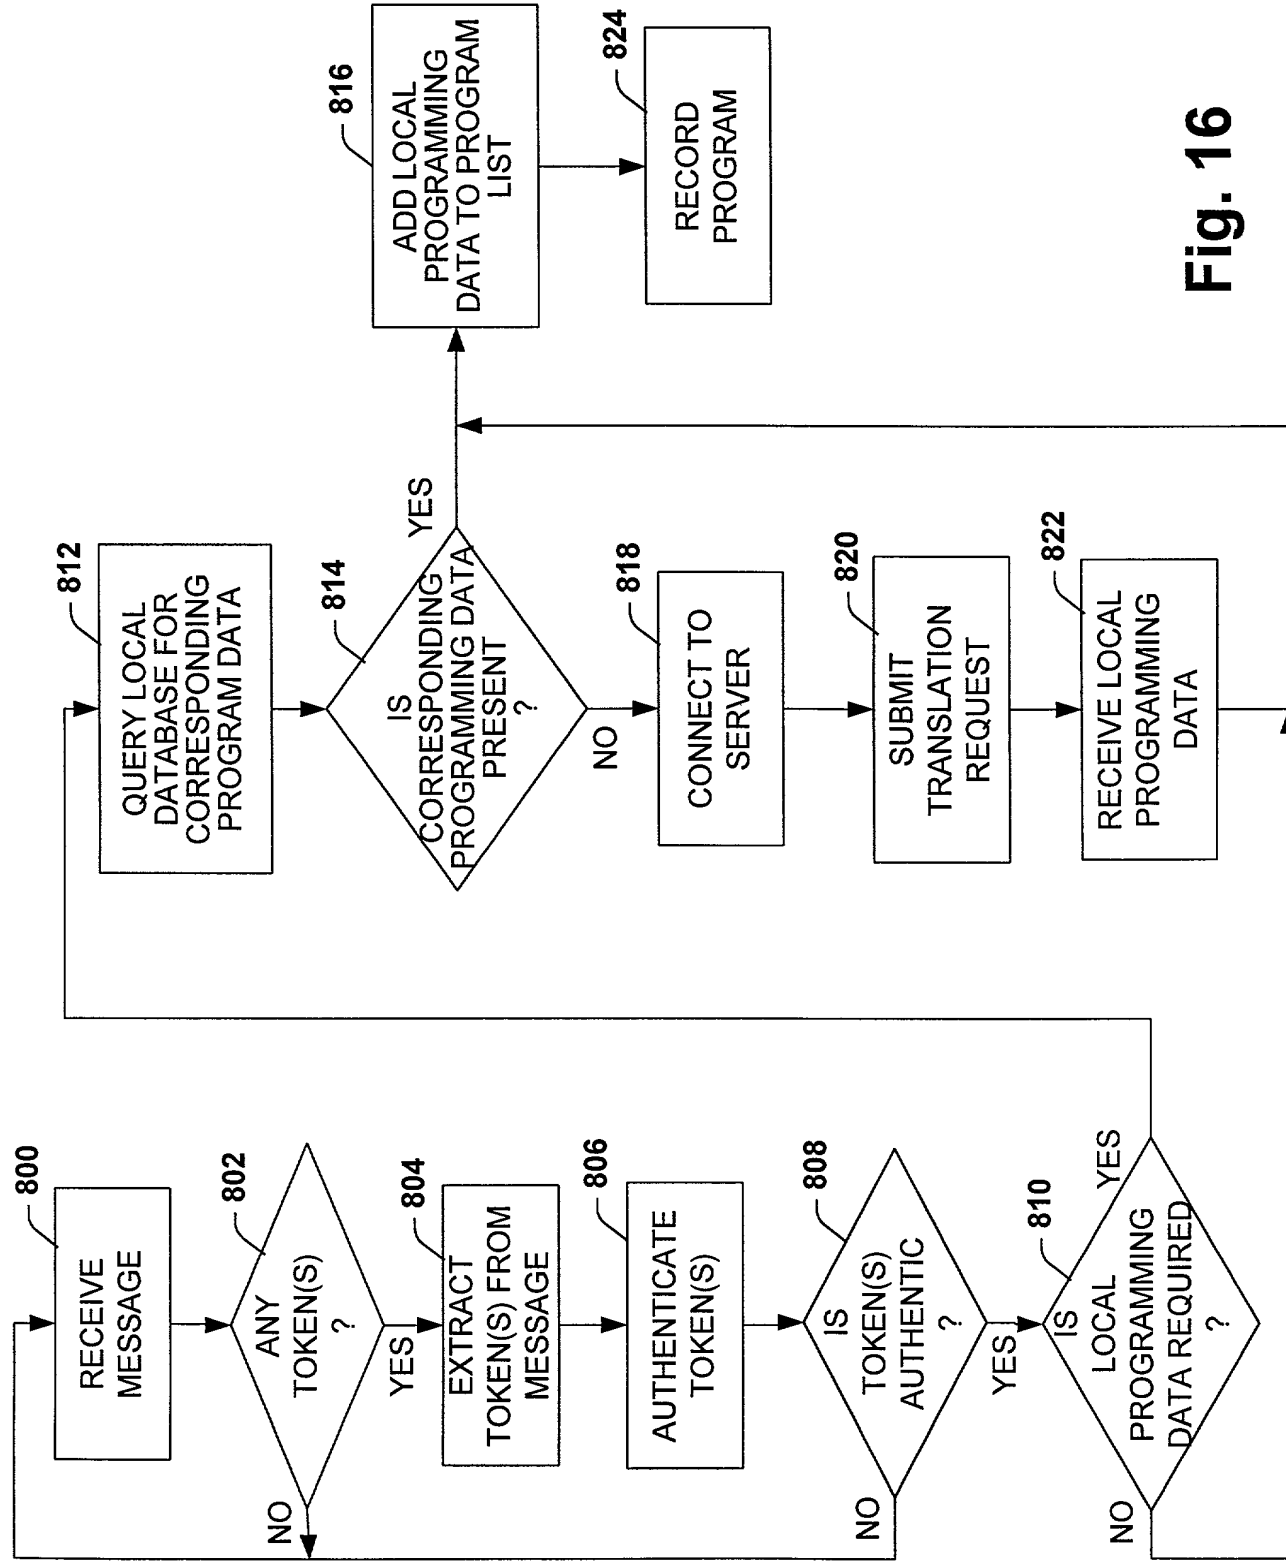 800
RECEIVE
MESSAGE
802
ANY
TOKEN(S)
?
NO
YES
804
EXTRACT
TOKEN(S) FROM
MESSAGE
806
AUTHENTICATE
TOKEN(S)
808
IS
TOKEN(S)
AUTHENTIC
?
NO
YES
810
IS
LOCAL
PROGRAMMING
DATA REQUIRED
?
NO
YES
812
QUERY LOCAL
DATABASE FOR
CORRESPONDING
PROGRAM DATA
814
IS
CORRESPONDING
PROGRAMMING DATA
PRESENT
?
YES
NO
818
CONNECT TO
SERVER
820
SUBMIT
TRANSLATION
REQUEST
822
RECEIVE LOCAL
PROGRAMMING
DATA
816
ADD LOCAL
PROGRAMMING
DATA TO PROGRAM
LIST
824
RECORD
PROGRAM
Fig. 16